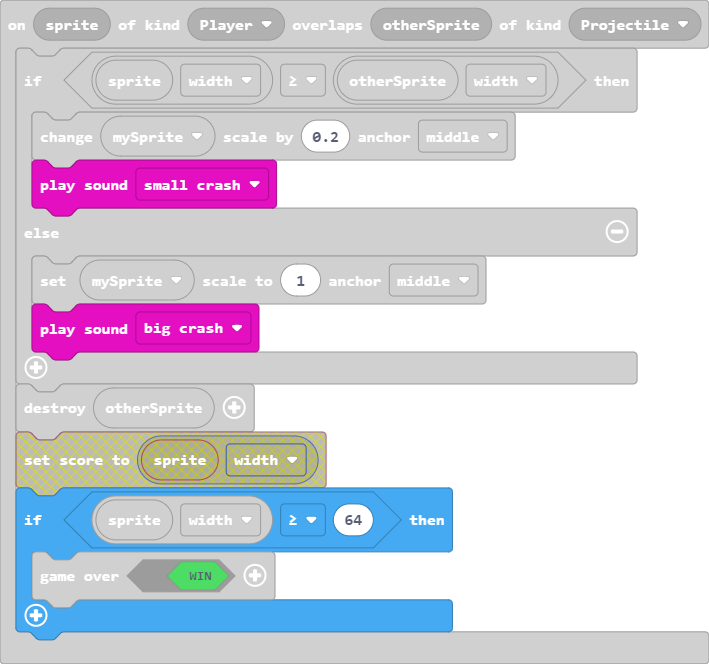 on sprite of kind Player overlaps otherSprite of kind Projectile
if sprite width ≥ otherSprite width then
change mySprite scale by 0.2 anchor middle
play sound small crash
else
set mySprite scale to 1 anchor middle
play sound big crash
destroy otherSprite
set score to sprite width
if sprite width ≥ 64 then
game over WIN